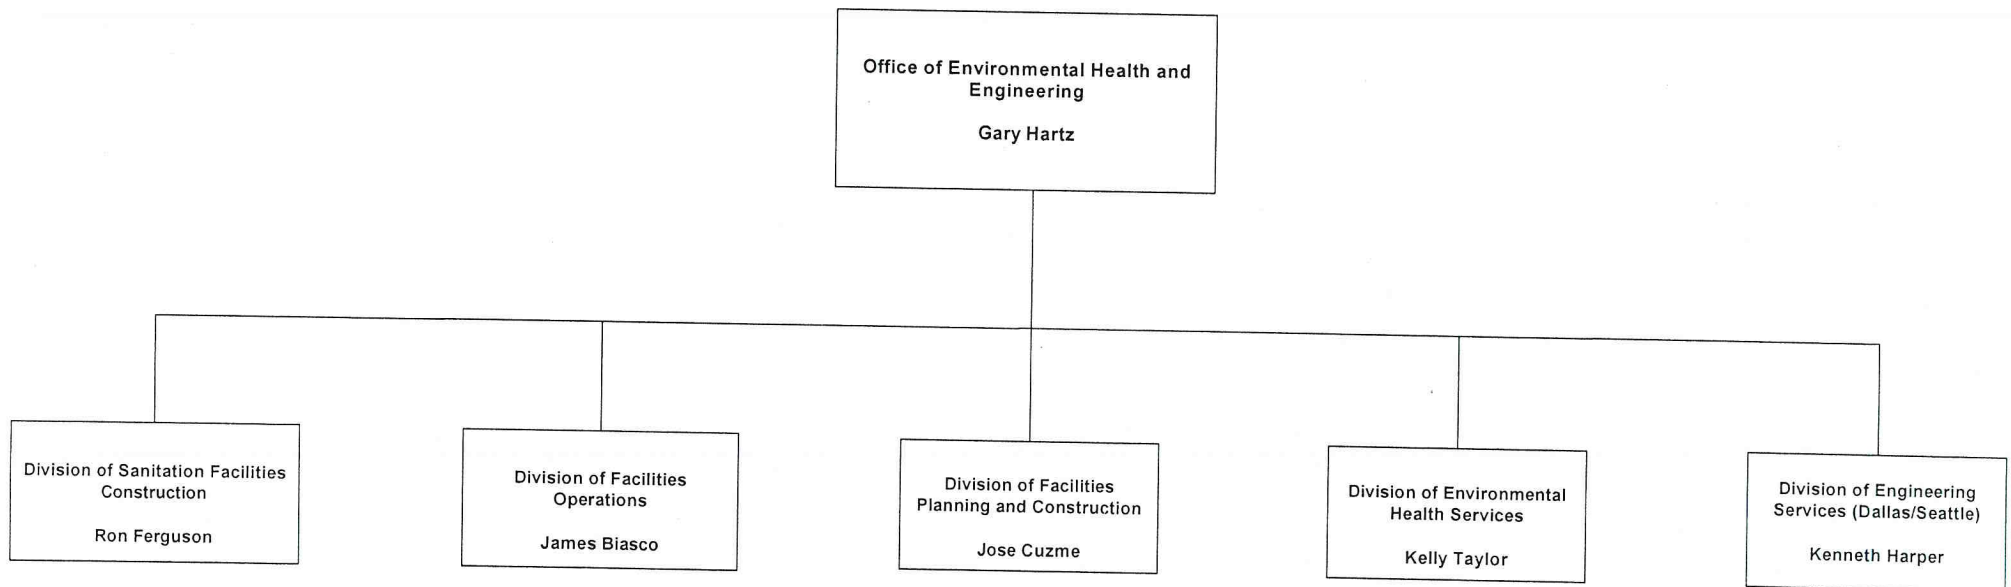 Office of Environmental Health and
Engineering
Gary Hartz
Division of Sanitation Facilities
Construction
Ron Ferguson
Division of Facilities
Operations
James Biasco
Division of Facilities
Planning and Construction
Jose Cuzme
Division of Environmental
Health Services
Kelly Taylor
Division of Engineering
Services (Dallas/Seattle)
Kenneth Harper